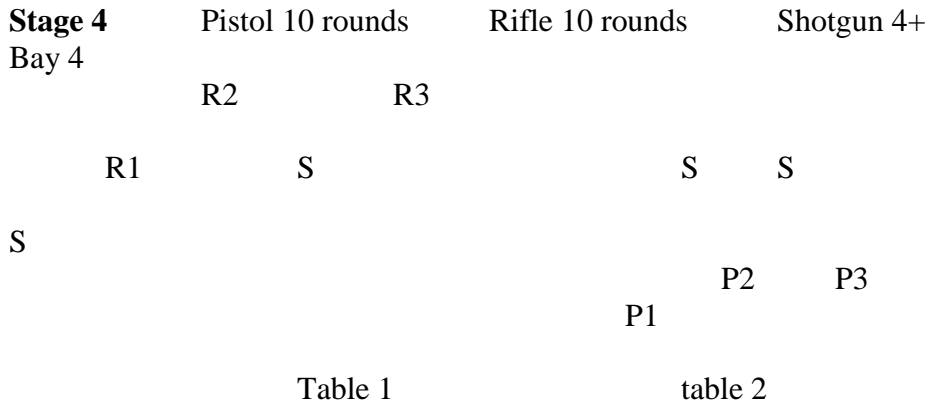 Stage 4 Pistol 10 rounds Rifle 10 rounds Shotgun 4+
Bay 4
R2 R3
R1 S S S
S
P2 P3
P1
Table 1 table 2